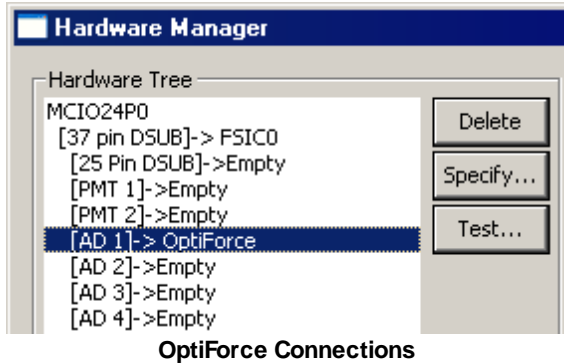 Hardware Manager
Hardware Tree
MCIO24P0
[37 pin DSUB]-> FSIC0
[25 Pin DSUB]->Empty
[PMT 1]->Empty
[PMT 2]->Empty
[AD 1]-> OptiForce
[AD 2]->Empty
[AD 3]->Empty
[AD 4]->Empty
Delete
Specify...
Test...
OptiForce Connections